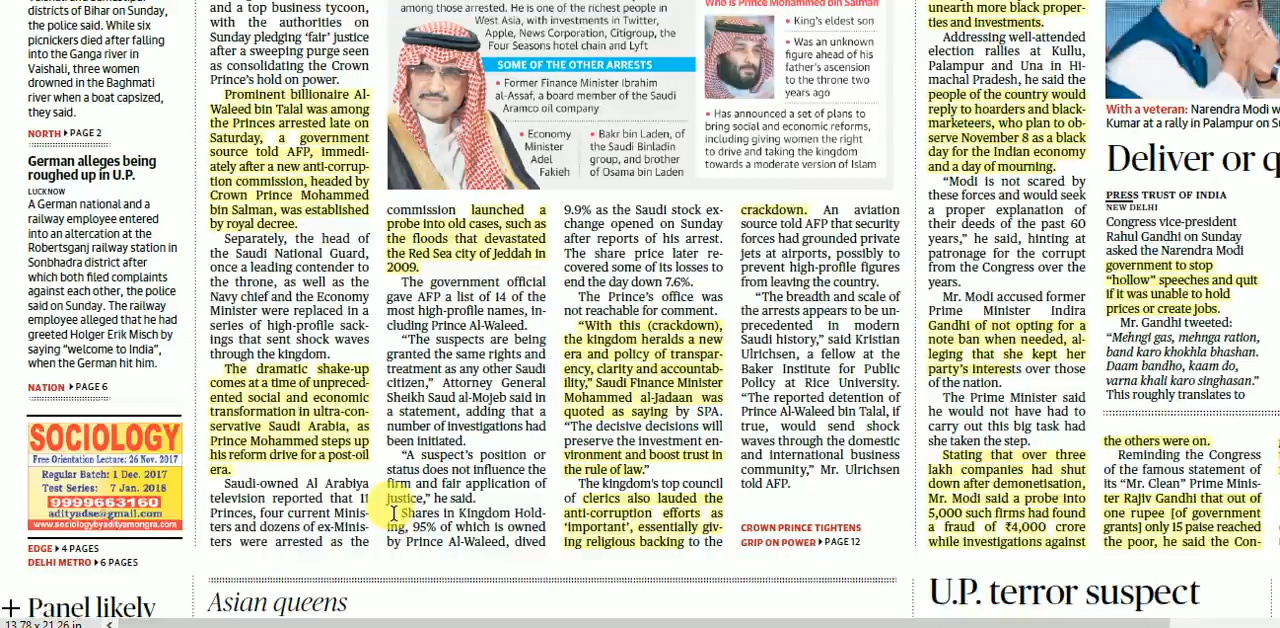 districts of Bihar on Sunday,
the police said. While six
picnickers died after falling
into the Ganga river in
Vaishali, three women
drowned in the Baghmati
river when a boat capsized,
they said.
NORTH ▸ PAGE 2
German alleges being
roughed up in U.P.
LUCKNOW
A German national and a
railway employee entered
into an altercation at the
Robertsganj railway station in
Sonbhadra district after
which both filed complaints
against each other, the police
said on Sunday. The railway
employee alleged that he had
greeted Holger Erik Misch by
saying “welcome to India”,
when the German hit him.
NATION ▸ PAGE 6
SOCIOLOGY
Free Orientation Lecture: 26 Nov. 2017
Regular Batch: 1 Dec. 2017
Test Series: 7 Jan. 2018
9999663160
adityadse@gmail.com
www.sociologybyadityamongra.com
EDGE ▸ 4 PAGES
DELHI METRO ▸ 6 PAGES
Panel likely
and a top business tycoon,
with the authorities on
Sunday pledging ‘fair’ justice
after a sweeping purge seen
as consolidating the Crown
Prince’s hold on power.
Prominent billionaire Al-
Waleed bin Talal was among
the Princes arrested late on
Saturday, a government
source told AFP, immedi-
ately after a new anti-corrup-
tion commission, headed by
Crown Prince Mohammed
bin Salman, was established
by royal decree.
Separately, the head of
the Saudi National Guard,
once a leading contender to
the throne, as well as the
Navy chief and the Economy
Minister were replaced in a
series of high-profile sack-
ings that sent shock waves
through the kingdom.
The dramatic shake-up
comes at a time of unpreced-
ented social and economic
transformation in ultra-con-
servative Saudi Arabia, as
Prince Mohammed steps up
his reform drive for a post-oil
era.
Saudi-owned Al Arabiya
television reported that 11
Princes, four current Minis-
ters and dozens of ex-Minis-
ters were arrested as the
among those arrested. He is one of the richest people in
West Asia, with investments in Twitter,
Apple, News Corporation, Citigroup, the
Four Seasons hotel chain and Lyft
SOME OF THE OTHER ARRESTS
• Former Finance Minister Ibrahim
al-Assaf, a board member of the Saudi
Aramco oil company
• Economy
Minister
Adel
Fakieh
• Bakr bin Laden, of
the Saudi Binladin
group, and brother
of Osama bin Laden
Who is Prince Mohammed bin Salman
• King’s eldest son
• Was an unknown
figure ahead of his
father’s ascension
to the throne two
years ago
• Has announced a set of plans to
bring social and economic reforms,
including giving women the right
to drive and taking the kingdom
towards a moderate version of Islam
commission launched a
probe into old cases, such as
the floods that devastated
the Red Sea city of Jeddah in
2009.
The government official
gave AFP a list of 14 of the
most high-profile names, in-
cluding Prince Al-Waleed.
“The suspects are being
granted the same rights and
treatment as any other Saudi
citizen,” Attorney General
Sheikh Saud al-Mojeb said in
a statement, adding that a
number of investigations had
been initiated.
“A suspect’s position or
status does not influence the
firm and fair application of
justice,” he said.
Shares in Kingdom Hold-
ing, 95% of which is owned
by Prince Al-Waleed, dived
9.9% as the Saudi stock ex-
change opened on Sunday
after reports of his arrest.
The share price later re-
covered some of its losses to
end the day down 7.6%.
The Prince’s office was
not reachable for comment.
“With this (crackdown),
the kingdom heralds a new
era and policy of transpar-
ency, clarity and accountab-
ility,” Saudi Finance Minister
Mohammed al-Jadaan was
quoted as saying by SPA.
“The decisive decisions will
preserve the investment en-
vironment and boost trust in
the rule of law.”
The kingdom’s top council
of clerics also lauded the
anti-corruption efforts as
‘important’, essentially giv-
ing religious backing to the
crackdown. An aviation
source told AFP that security
forces had grounded private
jets at airports, possibly to
prevent high-profile figures
from leaving the country.
“The breadth and scale of
the arrests appears to be un-
precedented in modern
Saudi history,” said Kristian
Ulrichsen, a fellow at the
Baker Institute for Public
Policy at Rice University.
“The reported detention of
Prince Al-Waleed bin Talal, if
true, would send shock
waves through the domestic
and international business
community,” Mr. Ulrichsen
told AFP.
CROWN PRINCE TIGHTENS
GRIP ON POWER ▸ PAGE 12
Asian queens
unearth more black proper-
ties and investments.
Addressing well-attended
election rallies at Kullu,
Palampur and Una in Hi-
machal Pradesh, he said the
people of the country would
reply to hoarders and black-
marketeers, who plan to ob-
serve November 8 as a black
day for the Indian economy
and a day of mourning.
“Modi is not scared by
these forces and would seek
a proper explanation of
their deeds of the past 60
years,” he said, hinting at
patronage for the corrupt
from the Congress over the
years.
Mr. Modi accused former
Prime Minister Indira
Gandhi of not opting for a
note ban when needed, al-
leging that she kept her
party’s interests over those
of the nation.
The Prime Minister said
he would not have had to
carry out this big task had
she taken the step.
Stating that over three
lakh companies had shut
down after demonetisation,
Mr. Modi said a probe into
5,000 such firms had found
a fraud of ₹4,000 crore
while investigations against
U.P. terror suspect
With a veteran: Narendra Modi w
Kumar at a rally in Palampur on Su
Deliver or q
PRESS TRUST OF INDIA
NEW DELHI
Congress vice-president
Rahul Gandhi on Sunday
asked the Narendra Modi
government to stop
“hollow” speeches and quit
if it was unable to hold
prices or create jobs.
Mr. Gandhi tweeted:
“Mehngi gas, mehnga ration,
band karo khokhla bhashan.
Daam bandho, kaam do,
varna khali karo singhasan.”
This roughly translates to
the others were on.
Reminding the Congress
of the famous statement of
its “Mr. Clean” Prime Minis-
ter Rajiv Gandhi that out of
one rupee [of government
grants] only 15 paise reached
the poor, he said the Con-
13.78 x 21.26 in